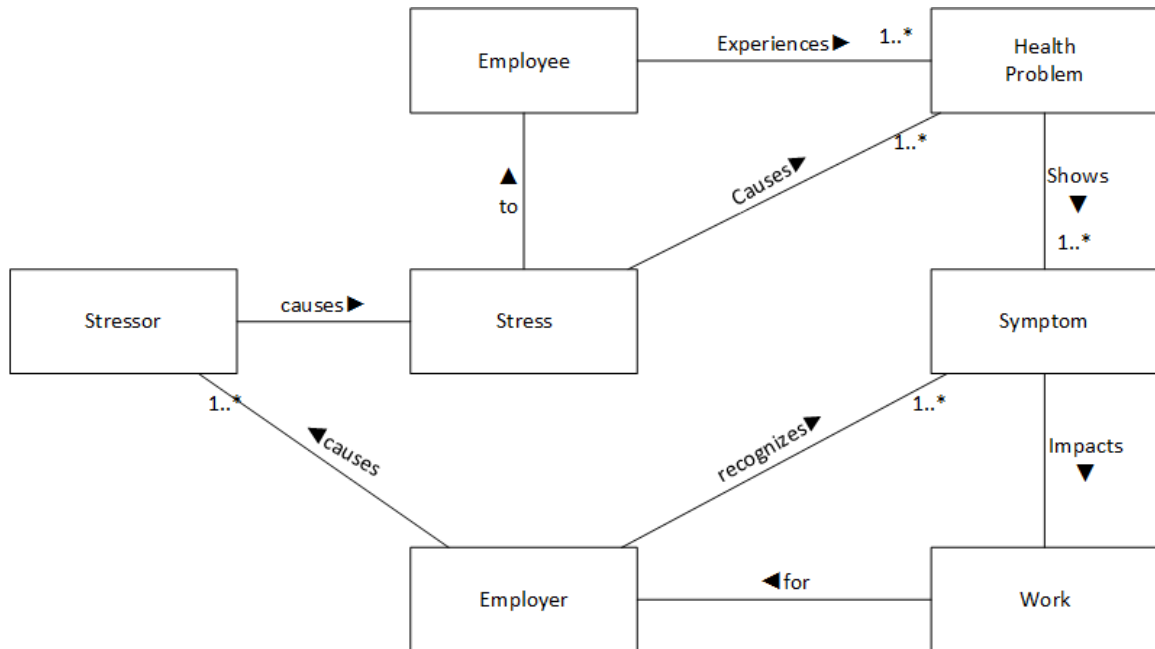 Employee
Experiences ►
1..*
Health
Problem
▲
to
Causes►
1..*
Shows
▼
1..*
Stressor
causes►
Stress
Symptom
1..*
◄causes
recognizes►
1..*
Impacts
▼
Employer
◄for
Work